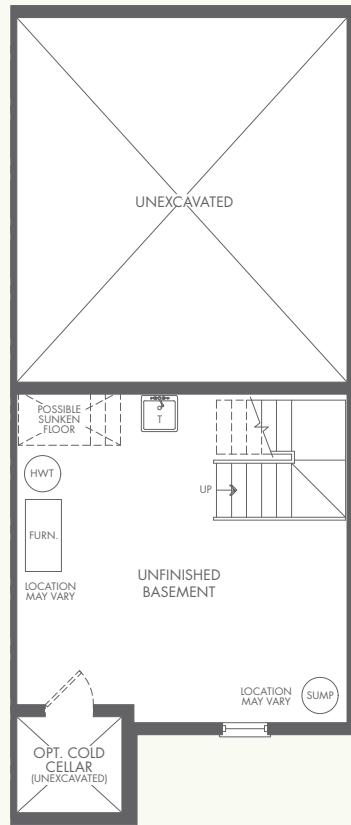 UNEXCAVATED
POSSIBLE
SUNKEN
FLOOR
T
HWT
UP
FURN.
UNFINISHED
BASEMENT
LOCATION
MAY VARY
LOCATION
MAY VARY
SUMP
OPT. COLD
CELLAR
(UNEXCAVATED)